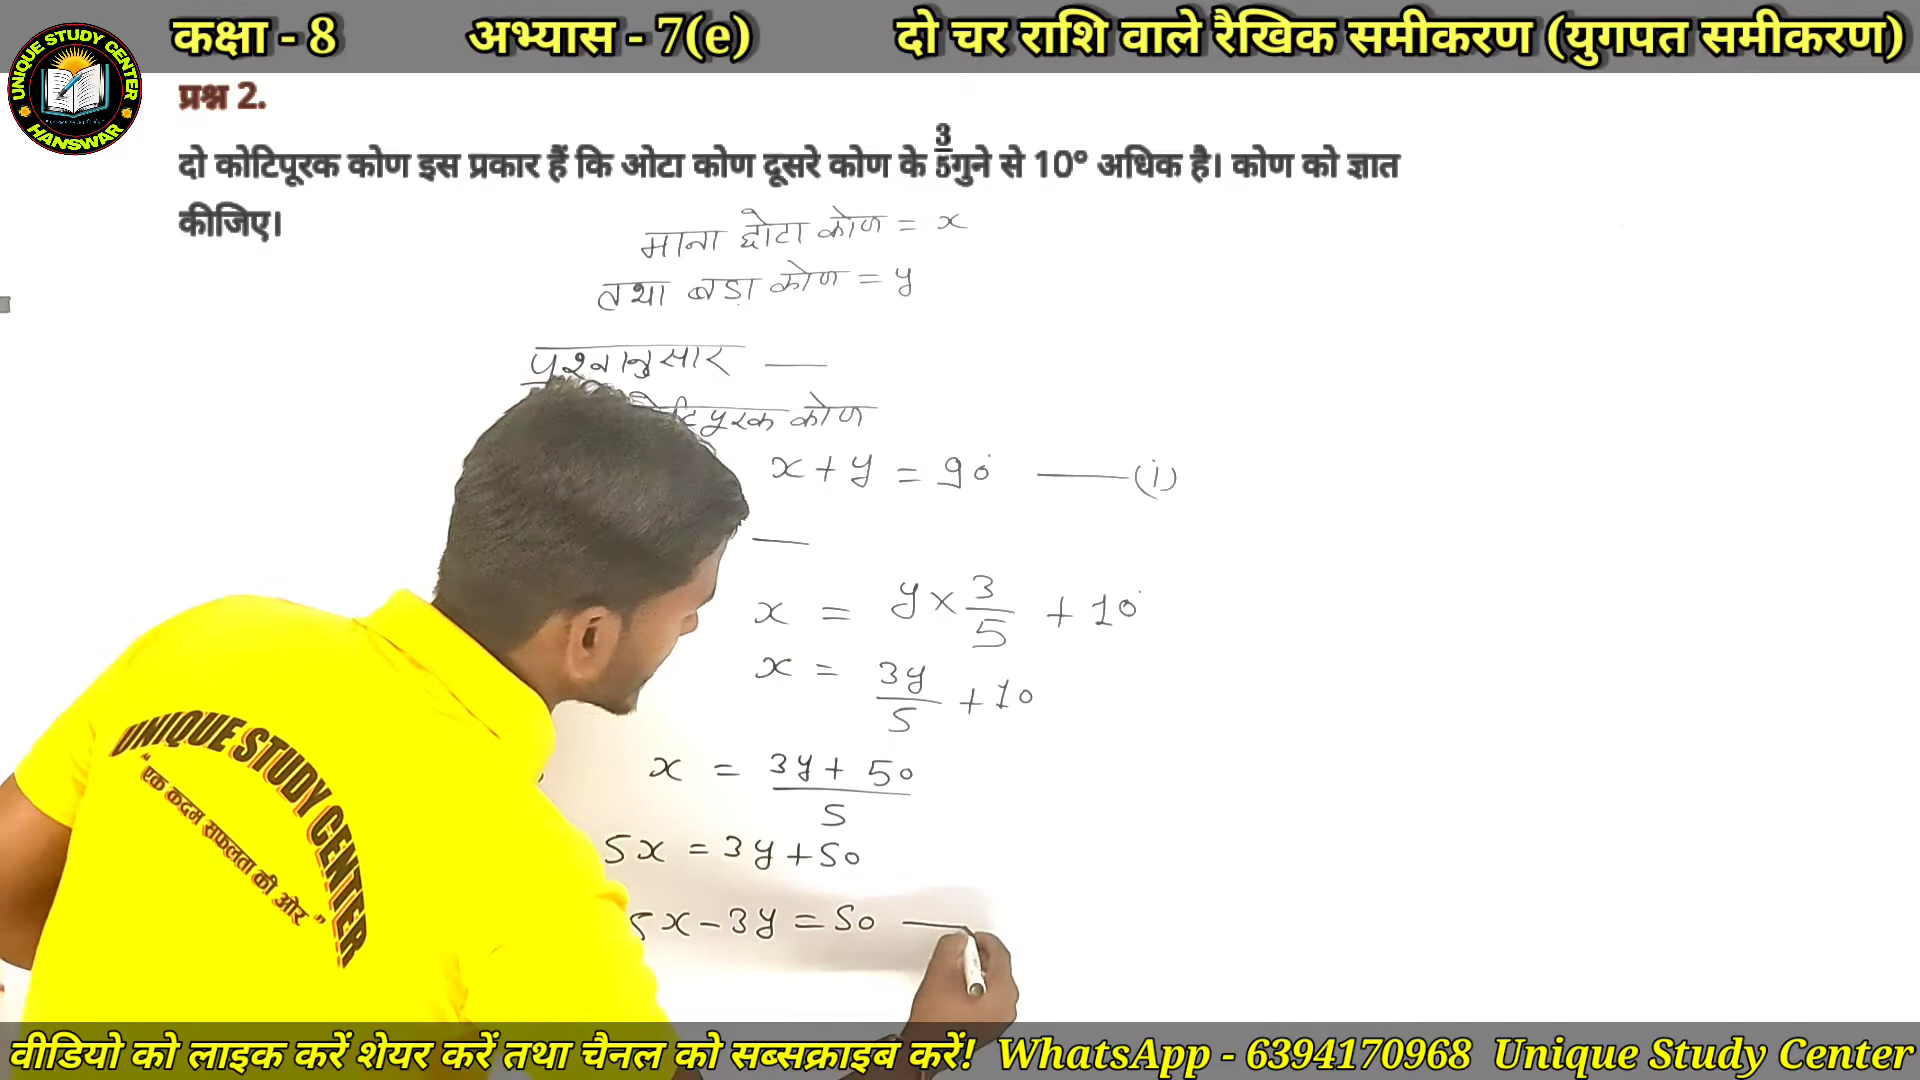 कक्षा - 8 अभ्यास - 7(e) दो चर राशि वाले रैखिक समीकरण (युगपत समीकरण)
UNIQUE STUDY CENTER
HANSWAR
प्रश्न 2.
दो कोटिपूरक कोण इस प्रकार हैं कि ओटा कोण दूसरे कोण के 3/5 गुने से 10° अधिक है। कोण को ज्ञात
कीजिए।
माना छोटा कोण = x
तथा बड़ा कोण = y
प्रश्नानुसार —
कोण
x + y = 90° —(i)
—
x = y × 3/5 + 10°
x = 3y/5 + 10
x = (3y + 50)/5
5x = 3y + 50
5x - 3y = 50 —
UNIQUE STUDY CENTER
"एक कदम सफलता की ओर"
वीडियो को लाइक करें शेयर करें तथा चैनल को सब्सक्राइब करें! WhatsApp - 6394170968 Unique Study Center